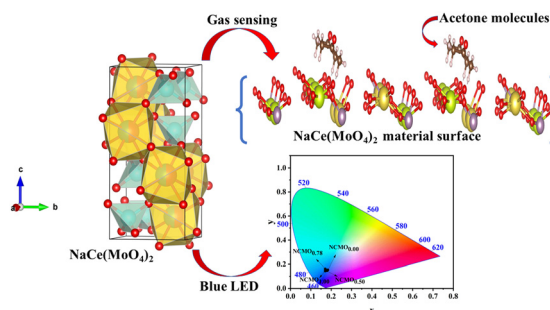 Gas sensing
Acetone molecules
NaCe(MoO₄)₂ material surface
c
a
b
NaCe(MoO₄)₂
Blue LED
1.0
0.8
0.6
0.4
0.2
0.0
y
520
540
560
500
580
600
620
NCMO₀.₇₈
NCMO₀.₀₀
480
NCMO
NCMO₀.₅₀
460
0.0 0.1 0.2 0.3 0.4 0.5 0.6 0.7 0.8
x